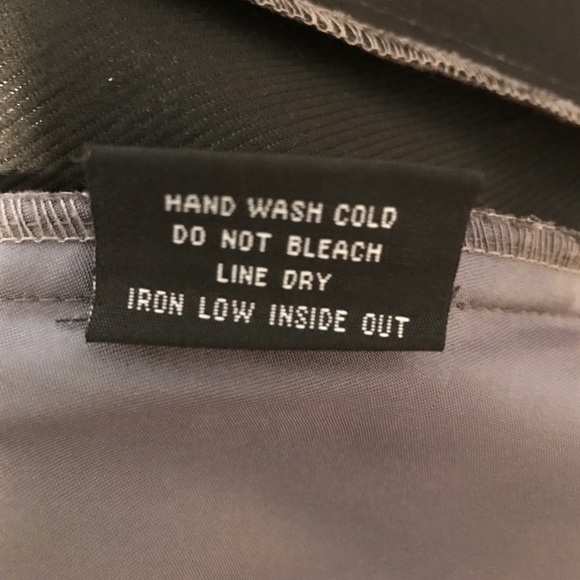 HAND WASH COLD
DO NOT BLEACH
LINE DRY
IRON LOW INSIDE OUT